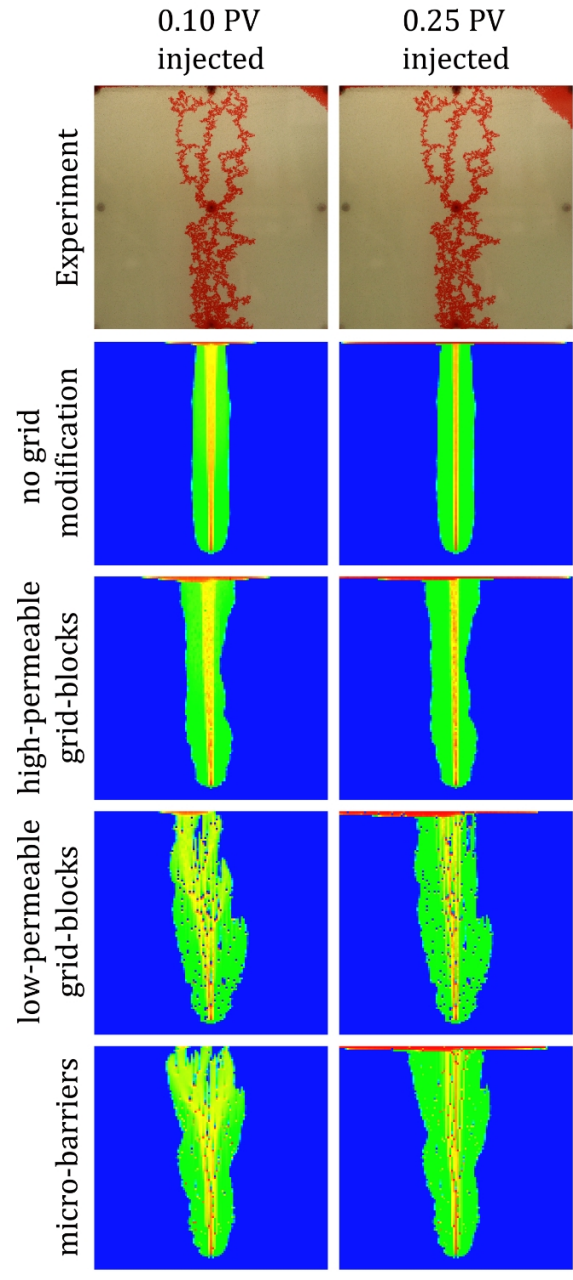 0.10 PV
injected
0.25 PV
injected
Experiment
no grid
modification
high-permeable
grid-blocks
low-permeable
grid-blocks
micro-barriers